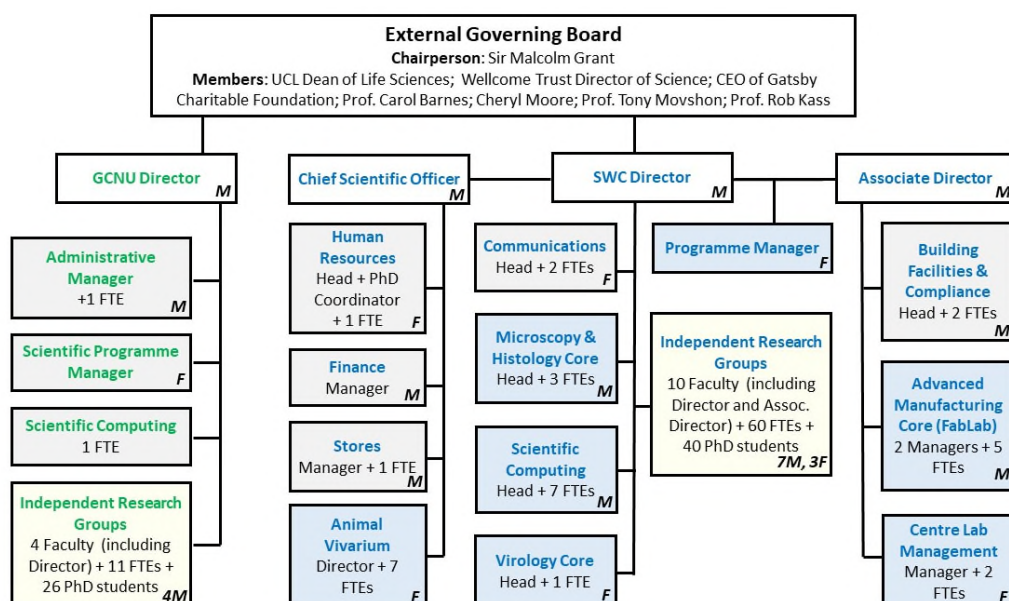 External Governing Board
Chairperson: Sir Malcolm Grant
Members: UCL Dean of Life Sciences; Wellcome Trust Director of Science; CEO of Gatsby
Charitable Foundation; Prof. Carol Barnes; Cheryl Moore; Prof. Tony Movshon; Prof. Rob Kass
GCNU Director
M
Chief Scientific Officer
M
SWC Director
M
Associate Director
M
Administrative
Manager
+1 FTE
M
Scientific Programme
Manager
F
Scientific Computing
1 FTE
Independent Research
Groups
4 Faculty (including
Director) + 11 FTEs +
26 PhD students
4M
Human
Resources
Head + PhD
Coordinator
+ 1 FTE
F
Finance
Manager
M
Stores
Manager + 1 FTE
M
Animal
Vivarium
Director + 7
FTEs
F
Communications
Head + 2 FTEs
F
Microscopy &
Histology Core
Head + 3 FTEs
M
Scientific
Computing
Head + 7 FTEs
M
Virology Core
Head + 1 FTE
F
Programme Manager
F
Independent Research
Groups
10 Faculty (including
Director and Assoc.
Director) + 60 FTEs +
40 PhD students
7M, 3F
Building
Facilities &
Compliance
Head + 2 FTEs
M
Advanced
Manufacturing
Core (FabLab)
2 Managers + 5
FTEs
M
Centre Lab
Management
Manager + 2
FTEs
F